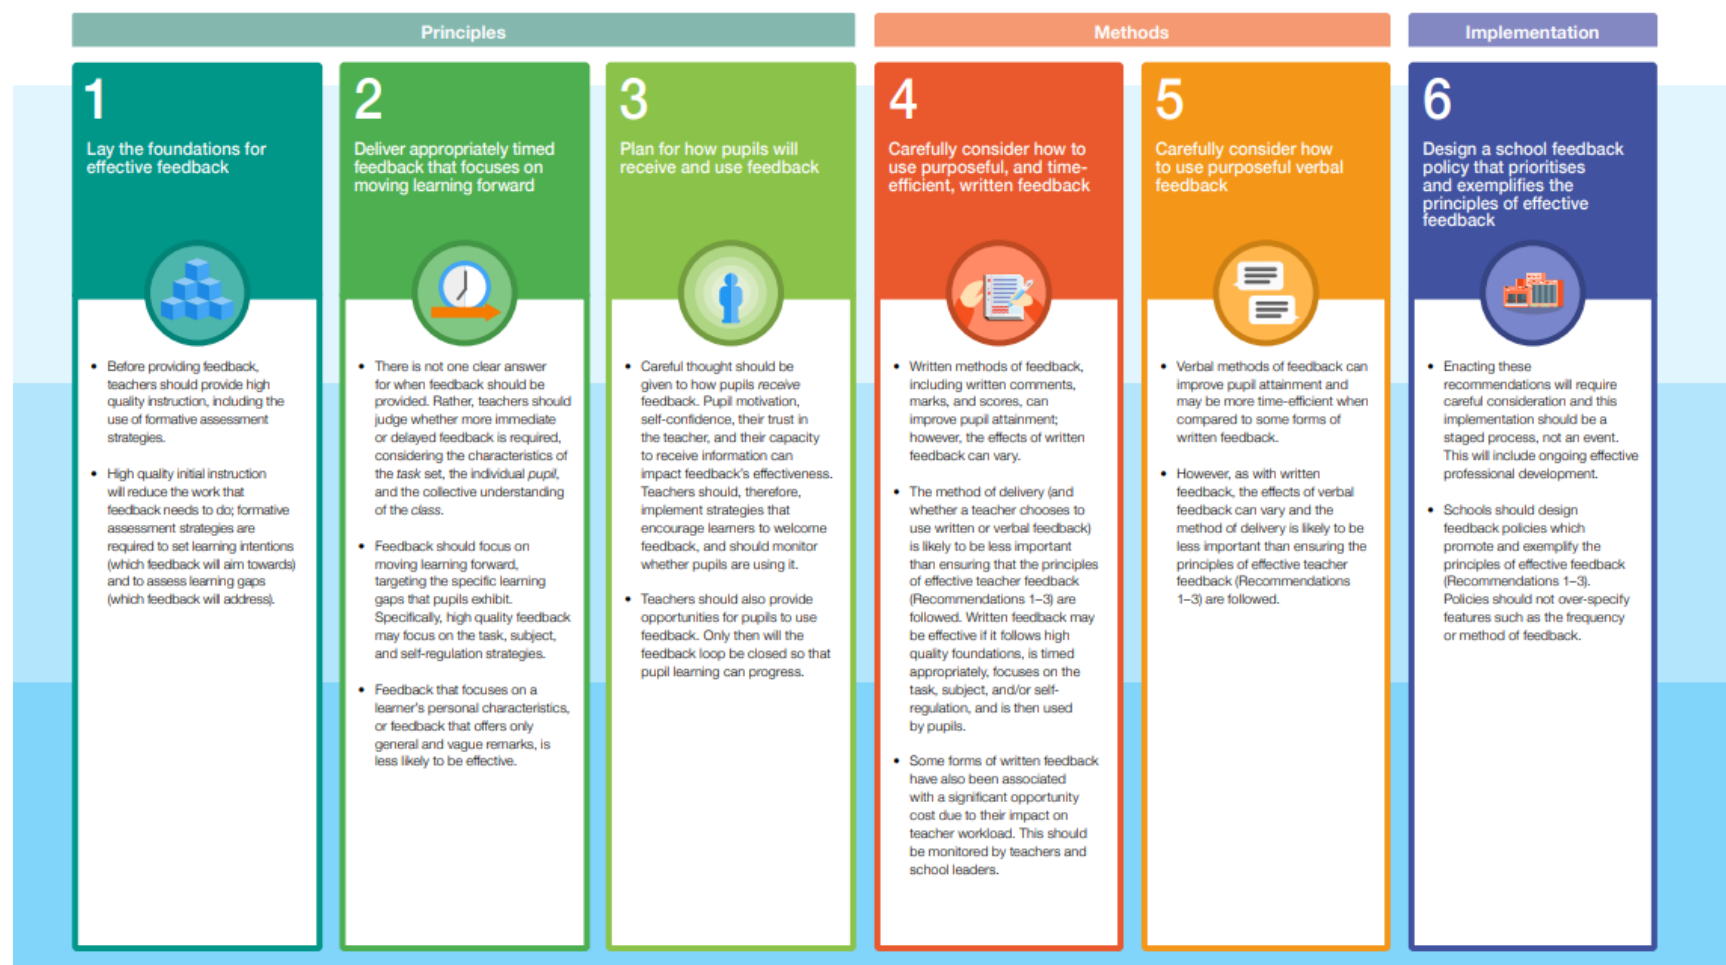 Principles
Methods
Implementation
1
Lay the foundations for
effective feedback
• Before providing feedback,
teachers should provide high
quality instruction, including the
use of formative assessment
strategies.
• High quality initial instruction
will reduce the work that
feedback needs to do; formative
assessment strategies are
required to set learning intentions
(which feedback will aim towards)
and to assess learning gaps
(which feedback will address).
2
Deliver appropriately timed
feedback that focuses on
moving learning forward
• There is not one clear answer
for when feedback should be
provided. Rather, teachers should
judge whether more immediate
or delayed feedback is required,
considering the characteristics of
the task set, the individual pupil,
and the collective understanding
of the class.
• Feedback should focus on
moving learning forward,
targeting the specific learning
gaps that pupils exhibit.
Specifically, high quality feedback
may focus on the task, subject,
and self-regulation strategies.
• Feedback that focuses on a
learner's personal characteristics,
or feedback that offers only
general and vague remarks, is
less likely to be effective.
3
Plan for how pupils will
receive and use feedback
• Careful thought should be
given to how pupils receive
feedback. Pupil motivation,
self-confidence, their trust in
the teacher, and their capacity
to receive information can
impact feedback's effectiveness.
Teachers should, therefore,
implement strategies that
encourage learners to welcome
feedback, and should monitor
whether pupils are using it.
• Teachers should also provide
opportunities for pupils to use
feedback. Only then will the
feedback loop be closed so that
pupil learning can progress.
4
Carefully consider how to
use purposeful, and time-
efficient, written feedback
• Written methods of feedback,
including written comments,
marks, and scores, can
improve pupil attainment;
however, the effects of written
feedback can vary.
• The method of delivery (and
whether a teacher chooses to
use written or verbal feedback)
is likely to be less important
than ensuring that the principles
of effective teacher feedback
(Recommendations 1–3) are
followed. Written feedback may
be effective if it follows high
quality foundations, is timed
appropriately, focuses on the
task, subject, and/or self-
regulation, and is then used
by pupils.
• Some forms of written feedback
have also been associated
with a significant opportunity
cost due to their impact on
teacher workload. This should
be monitored by teachers and
school leaders.
5
Carefully consider how
to use purposeful verbal
feedback
• Verbal methods of feedback can
improve pupil attainment and
may be more time-efficient when
compared to some forms of
written feedback.
• However, as with written
feedback, the effects of verbal
feedback can vary and the
method of delivery is likely to be
less important than ensuring the
principles of effective teacher
feedback (Recommendations
1–3) are followed.
6
Design a school feedback
policy that prioritises
and exemplifies the
principles of effective
feedback
• Enacting these
recommendations will require
careful consideration and this
implementation should be a
staged process, not an event.
This will include ongoing effective
professional development.
• Schools should design
feedback policies which
promote and exemplify the
principles of effective feedback
(Recommendations 1–3).
Policies should not over-specify
features such as the frequency
or method of feedback.